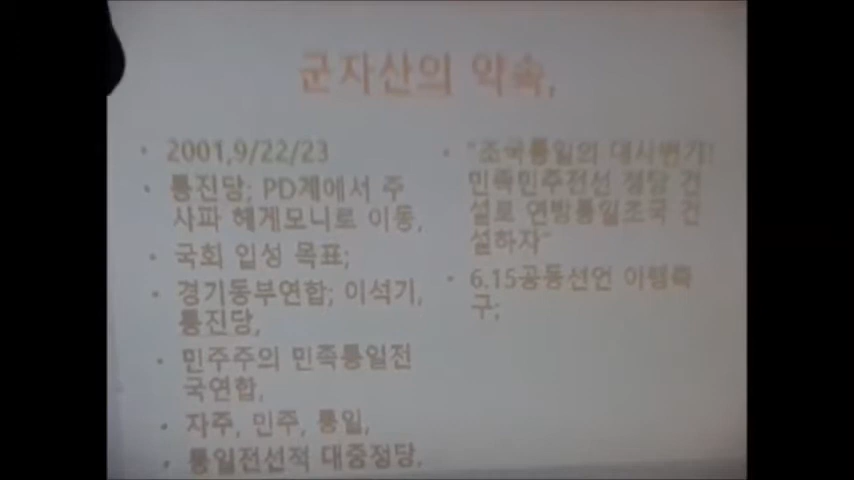 군자산의 약속,
• 2001,9/22/23
• 통진당; PD계에서 주
사파 헤게모니로 이동,
• 국회 입성 목표;
• 경기동부연합; 이석기,
통진당,
• 민주주의 민족통일전
국연합,
• 자주, 민주, 통일,
• 통일전선적 대중정당,
• "조국통일의 대사변기!
민족민주전선 정당 건
설로 연방통일조국 건
설하자"
• 6.15공동선언 이행촉
구;